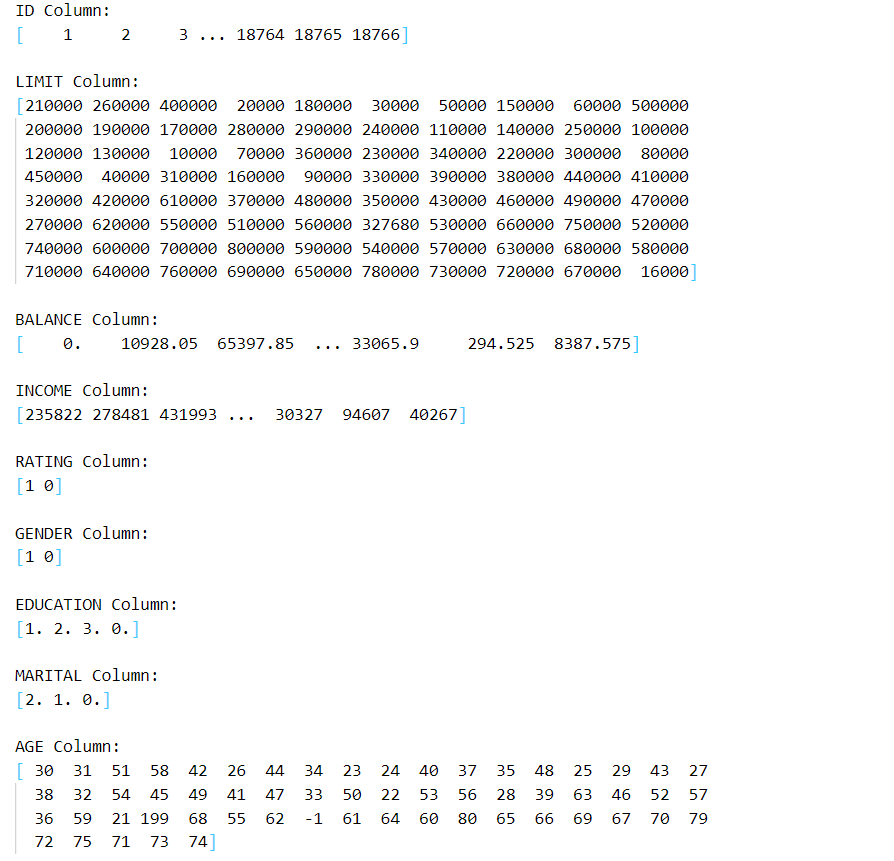 ID Column:
[    1     2     3 ... 18764 18765 18766]
LIMIT Column:
[210000 260000 400000  20000 180000  30000  50000 150000  60000 500000
 200000 190000 170000 280000 290000 240000 110000 140000 250000 100000
 120000 130000  10000  70000 360000 230000 340000 220000 300000  80000
 450000  40000 310000 160000  90000 330000 390000 380000 440000 410000
 320000 420000 610000 370000 480000 350000 430000 460000 490000 470000
 270000 620000 550000 510000 560000 327680 530000 660000 750000 520000
 740000 600000 700000 800000 590000 540000 570000 630000 680000 580000
 710000 640000 760000 690000 650000 780000 730000 720000 670000  16000]
BALANCE Column:
[    0.    10928.05  65397.85  ... 33065.9     294.525  8387.575]
INCOME Column:
[235822 278481 431993 ...  30327  94607  40267]
RATING Column:
[1 0]
GENDER Column:
[1 0]
EDUCATION Column:
[1. 2. 3. 0.]
MARITAL Column:
[2. 1. 0.]
AGE Column:
[ 30  31  51  58  42  26  44  34  23  24  40  37  35  48  25  29  43  27
  38  32  54  45  49  41  47  33  50  22  53  56  28  39  63  46  52  57
  36  59  21 199  68  55  62  -1  61  64  60  80  65  66  69  67  70  79
  72  75  71  73  74]